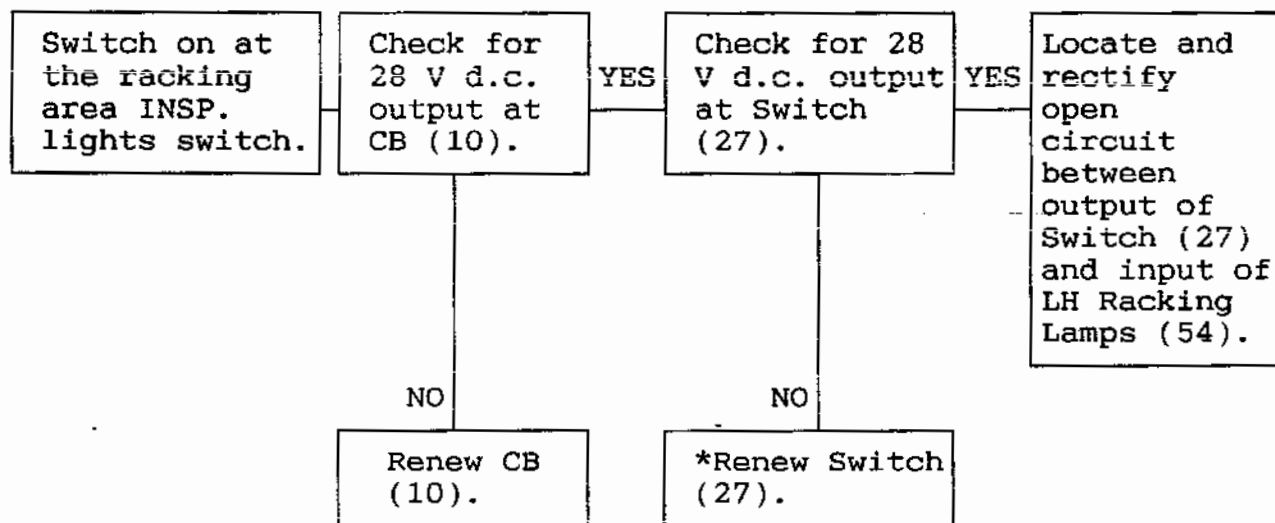 Switch on at
the racking
area INSP.
lights switch.
Check for
28 V d.c.
output at
CB (10).
YES
Check for 28
V d.c. output
at Switch
(27).
YES
Locate and
rectify
open
circuit
between
output of
Switch (27)
and input of
LH Racking
Lamps (54).
NO
NO
Renew CB
(10).
*Renew Switch
(27).